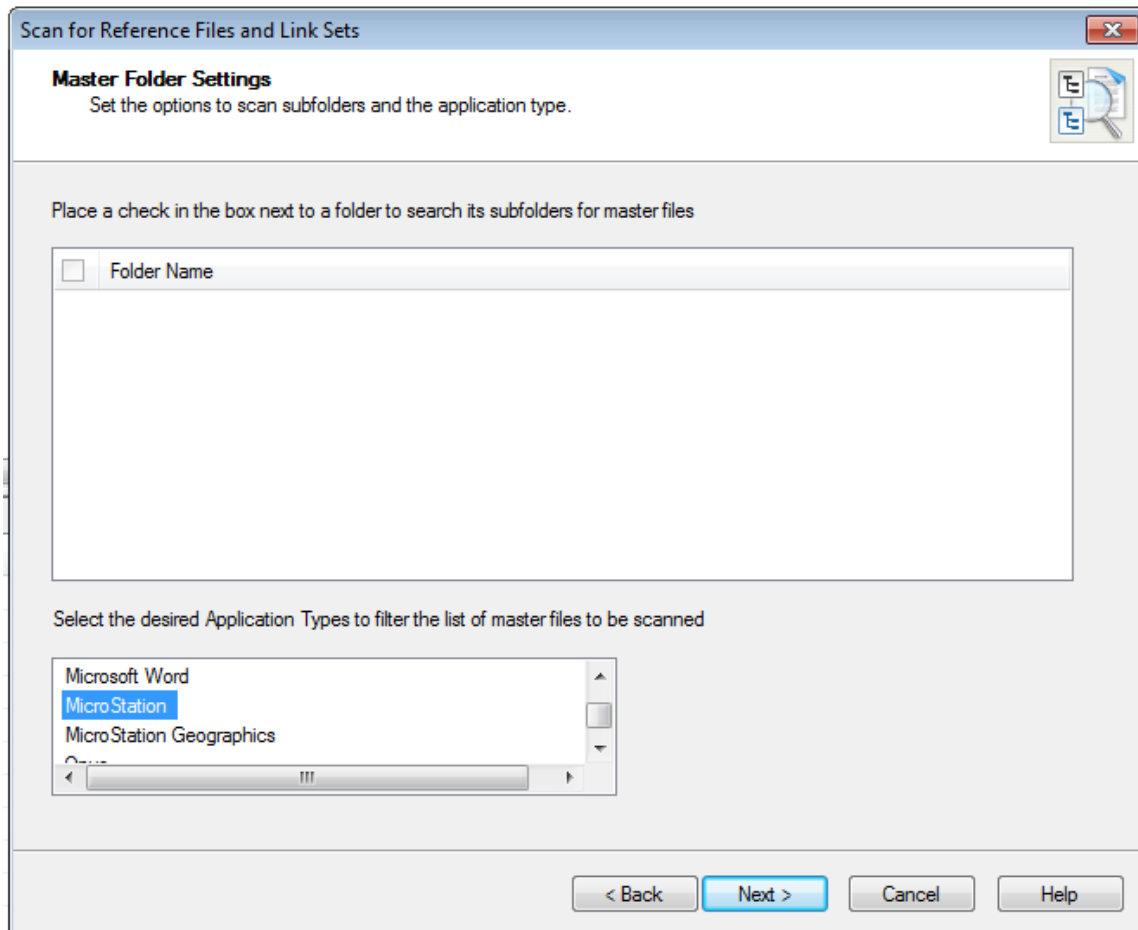 Scan for Reference Files and Link Sets
Master Folder Settings
Set the options to scan subfolders and the application type.
Place a check in the box next to a folder to search its subfolders for master files
Folder Name
Select the desired Application Types to filter the list of master files to be scanned
Microsoft Word
MicroStation
MicroStation Geographics
< Back
Next >
Cancel
Help